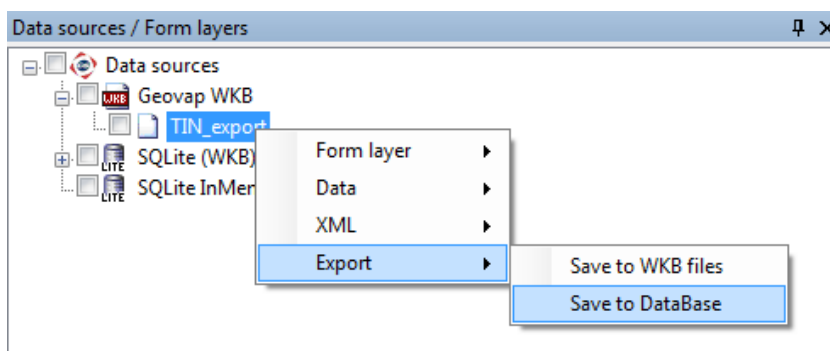 Data sources / Form layers
Data sources
WKB Geovap WKB
TIN_export
LITE SQLite (WKB)
LITE SQLite InMem
Form layer
Data
XML
Export
Save to WKB files
Save to DataBase